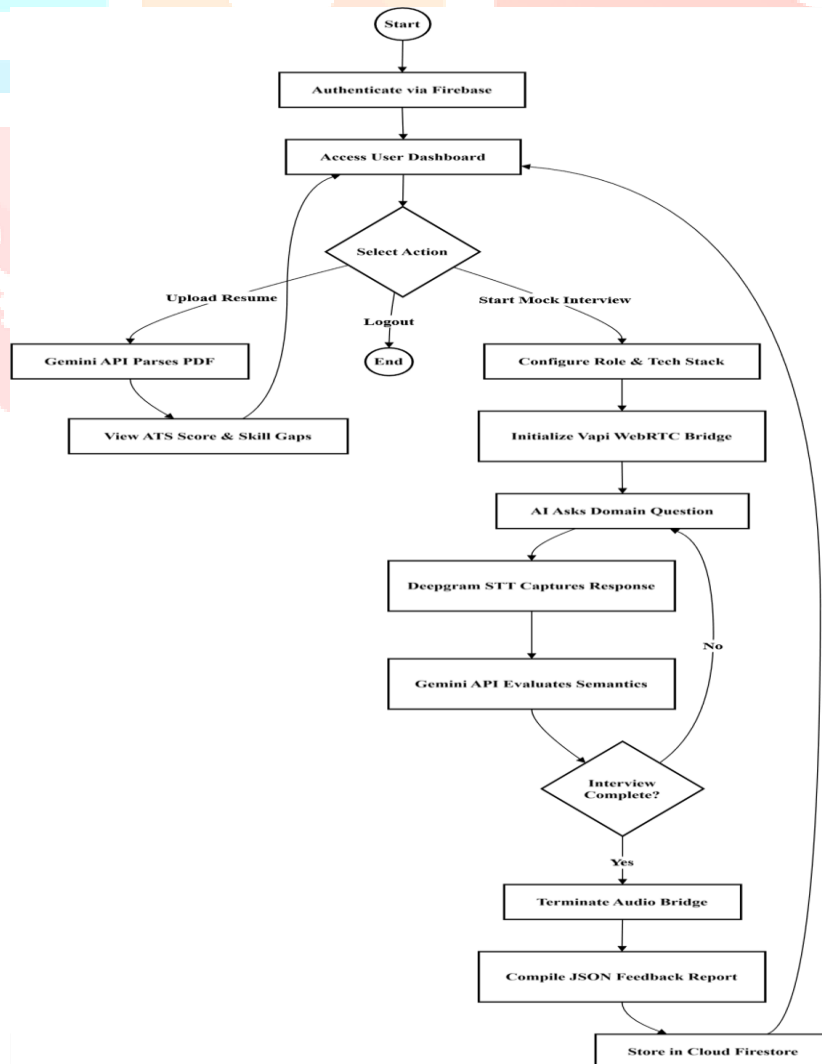 Start
Authenticate via Firebase
Access User Dashboard
Select Action
Upload Resume
Start Mock Interview
Logout
Gemini API Parses PDF
End
Configure Role & Tech Stack
View ATS Score & Skill Gaps
Initialize Vapi WebRTC Bridge
AI Asks Domain Question
Deepgram STT Captures Response
No
Gemini API Evaluates Semantics
Interview
Complete?
Yes
Terminate Audio Bridge
Compile JSON Feedback Report
Store in Cloud Firestore